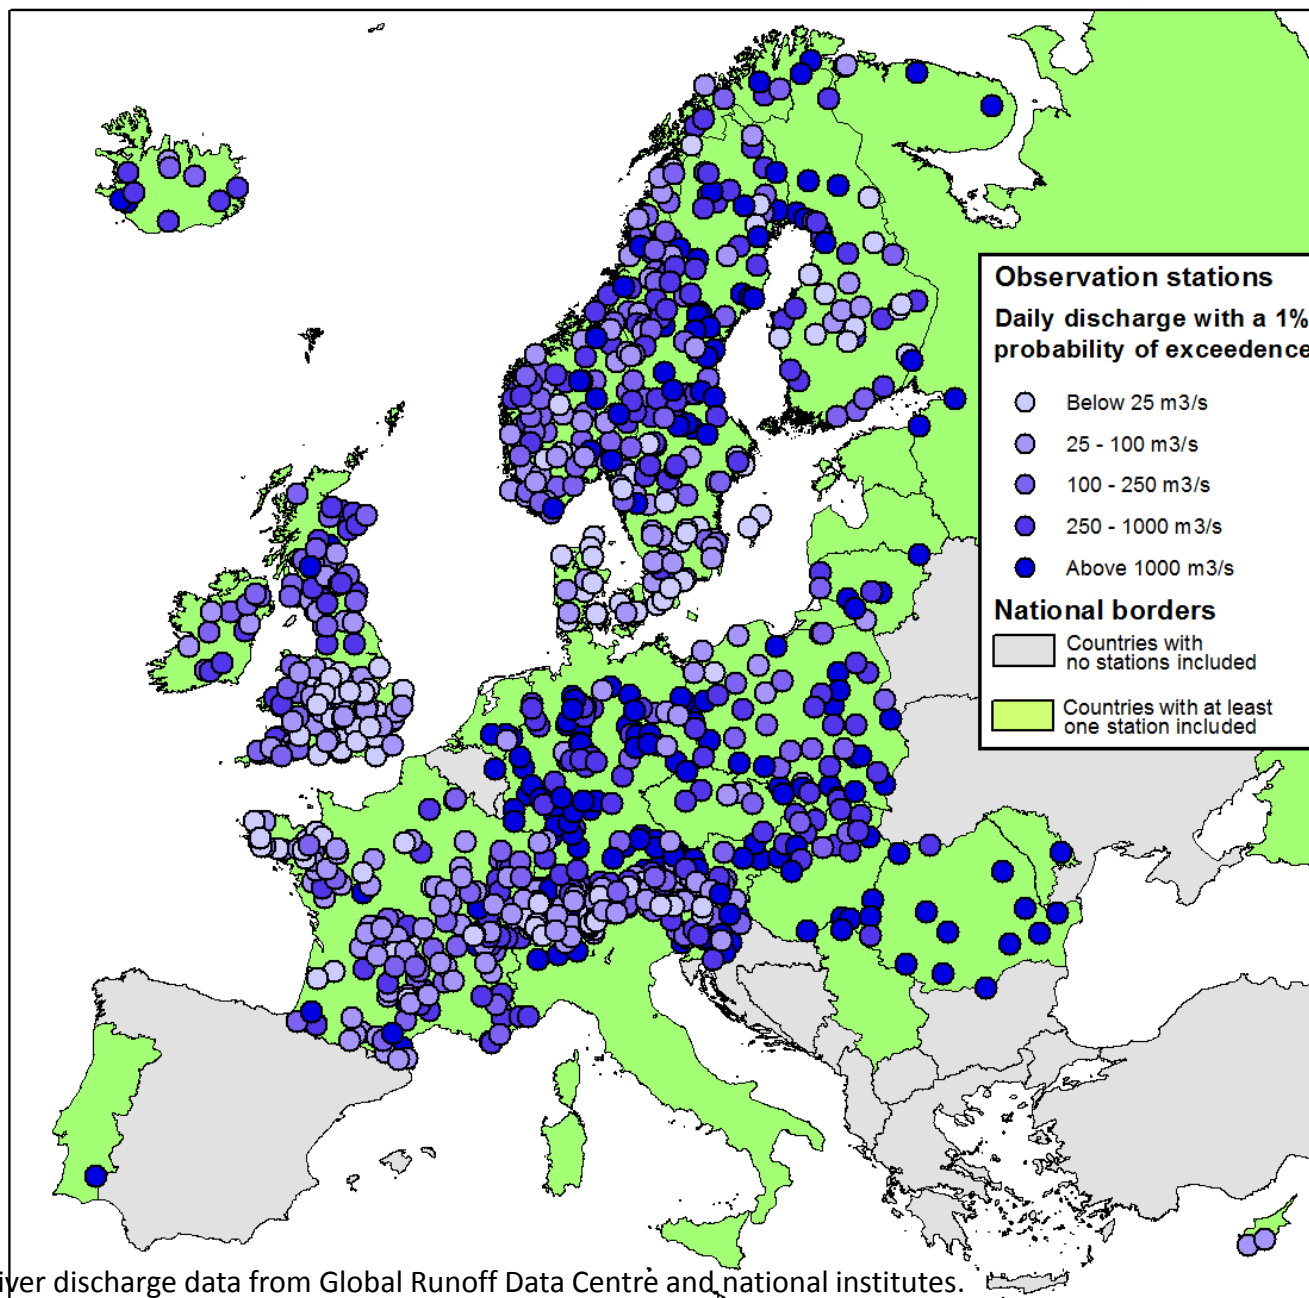 Observation stations
Daily discharge with a 1%
probability of exceedence
Below 25 m3/s
25 - 100 m3/s
100 - 250 m3/s
250 - 1000 m3/s
Above 1000 m3/s
National borders
Countries with
no stations included
Countries with at least
one station included
iver discharge data from Global Runoff Data Centre and national institutes.